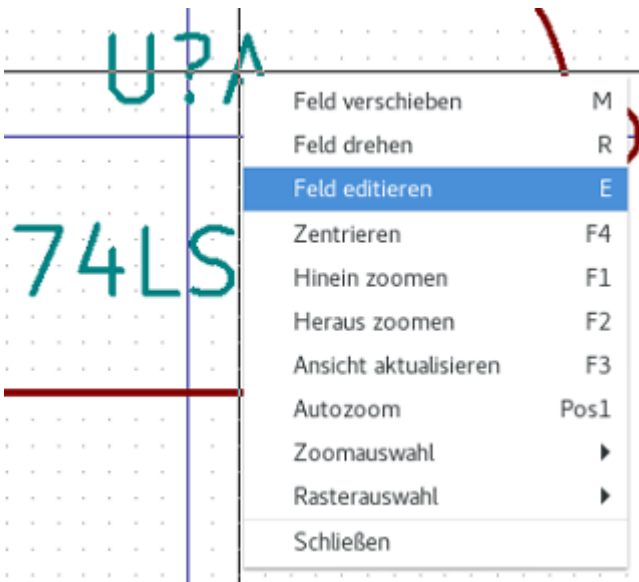 U?A
Feld verschieben M
Feld drehen R
Feld editieren E
74LS
Zentrieren F4
Hinein zoomen F1
Heraus zoomen F2
Ansicht aktualisieren F3
Autozoom Pos1
Zoomauswahl
Rasterauswahl
Schließen